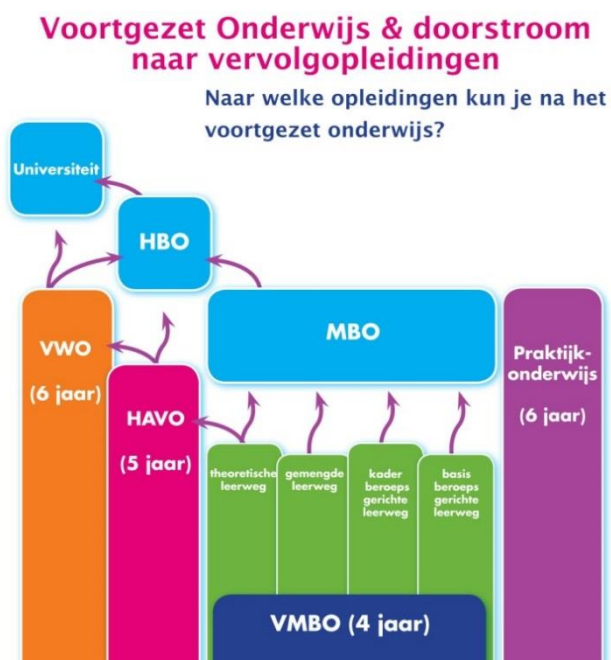 Voortgezet Onderwijs & doorstroom
naar vervolgopleidingen
Naar welke opleidingen kun je na het
voortgezet onderwijs?
Universiteit
HBO
MBO
VWO
(6 jaar)
HAVO
(5 jaar)
theoretische
leerweg
gemengde
leerweg
kader
beroeps
gerichte
leerweg
basis
beroeps
gerichte
leerweg
Praktijk-
onderwijs
(6 jaar)
VMBO (4 jaar)